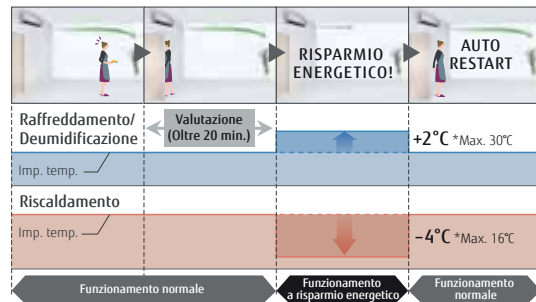 RISPARMIO
ENERGETICO!
AUTO
RESTART
Raffreddamento/
Deumidificazione
Valutazione
(Oltre 20 min.)
+2°C *Max. 30°C
Imp. temp.
Riscaldamento
Imp. temp.
−4°C *Max. 16°C
Funzionamento normale
Funzionamento
a risparmio energetico
Funzionamento
normale